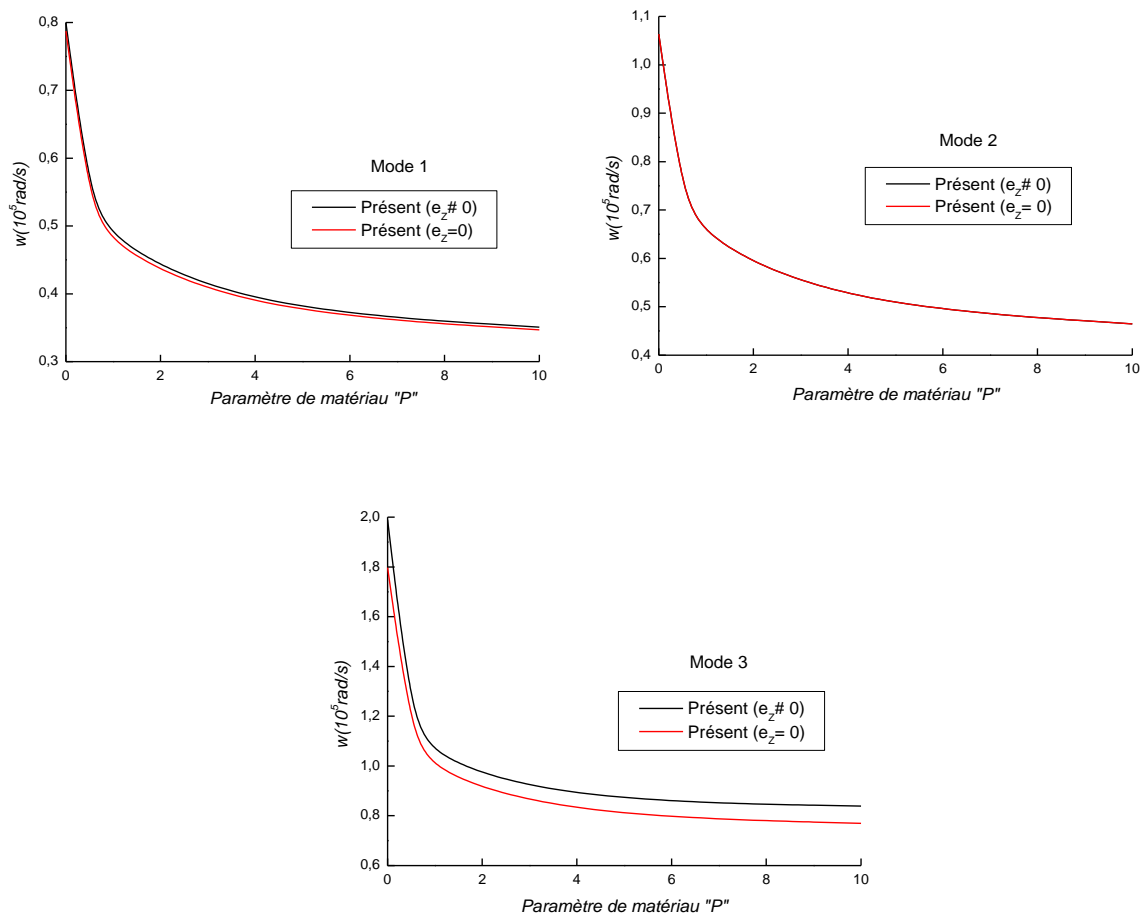 0,8
0,7
0,6
0,5
0,4
0,3
w(10⁵rad/s)
Mode 1
Présent (e_z# 0)
Présent (e_z=0)
0 2 4 6 8 10
Paramètre de matériau "P"
1,1
1,0
0,9
0,8
0,7
0,6
0,5
0,4
w(10⁵rad/s)
Mode 2
Présent (e_z# 0)
Présent (e_z= 0)
0 2 4 6 8 10
Paramètre de matériau "P"
2,0
1,8
1,6
1,4
1,2
1,0
0,8
0,6
w(10⁵rad/s)
Mode 3
Présent (e_z# 0)
Présent (e_z= 0)
0 2 4 6 8 10
Paramètre de matériau "P"